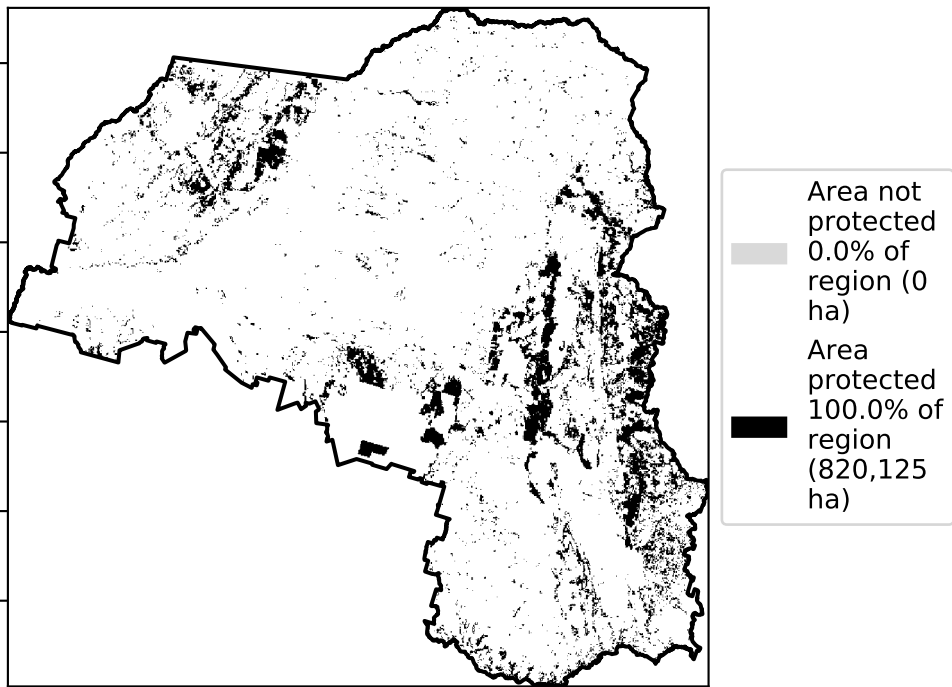 Area not
protected
0.0% of
region (0
ha)
Area
protected
100.0% of
region
(820,125
ha)